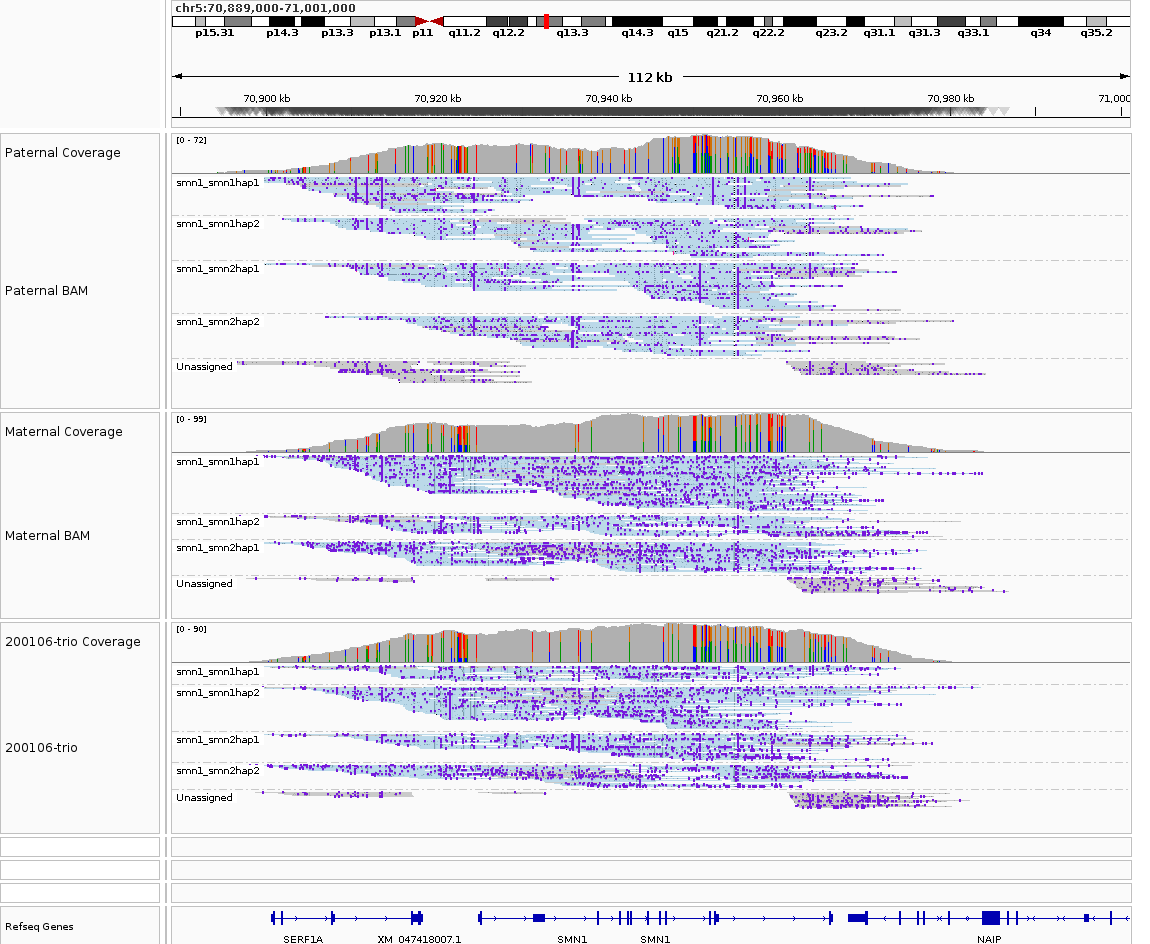 chr5:70,889,000-71,001,000
p15.31 p14.3 p13.3 p13.1 p11 q11.2 q12.2 q13.3 q14.3 q15 q21.2 q22.2 q23.2 q31.1 q31.3 q33.1 q34 q35.2
112 kb
70,900 kb 70,920 kb 70,940 kb 70,960 kb 70,980 kb 71,000
Paternal Coverage
[0 - 72]
smn1_smn1hap1
smn1_smn1hap2
smn1_smn2hap1
Paternal BAM
smn1_smn2hap2
Unassigned
Maternal Coverage
[0 - 99]
smn1_smn1hap1
smn1_smn1hap2
Maternal BAM
smn1_smn2hap1
Unassigned
200106-trio Coverage
[0 - 90]
smn1_smn1hap1
smn1_smn1hap2
smn1_smn2hap1
200106-trio
smn1_smn2hap2
Unassigned
Refseq Genes
SERF1A XM_047418007.1 SMN1 SMN1 NAIP